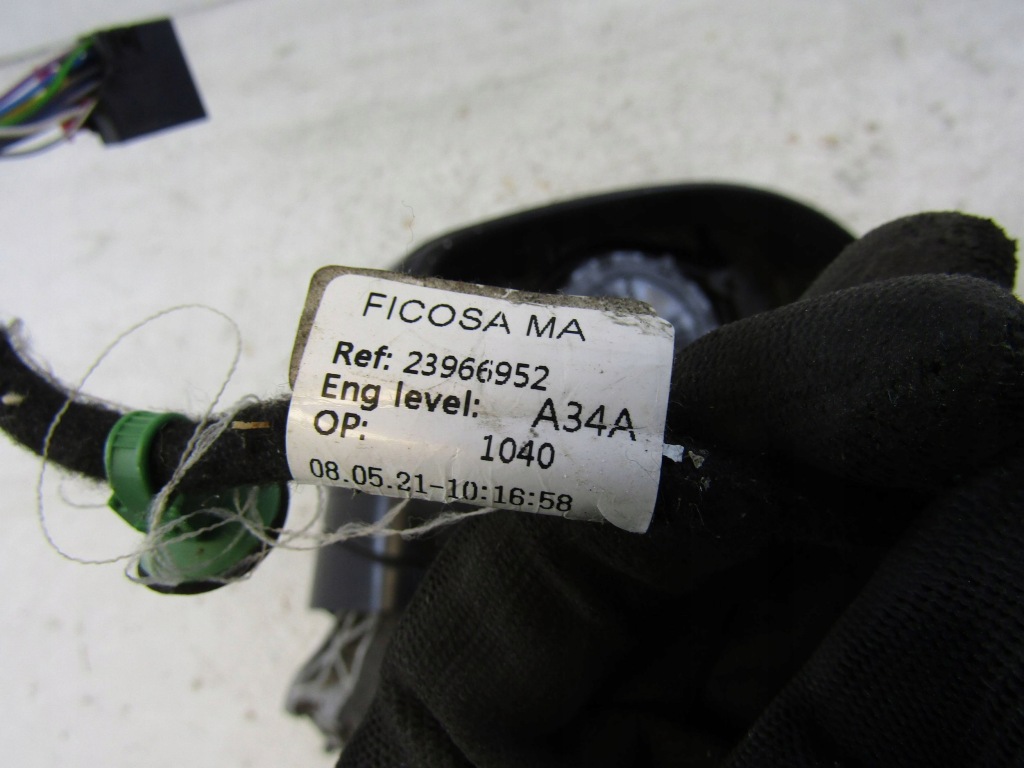 FICOSA MA
Ref: 23966952
Eng level: A34A
OP: 1040
08.05.21-10:16:58